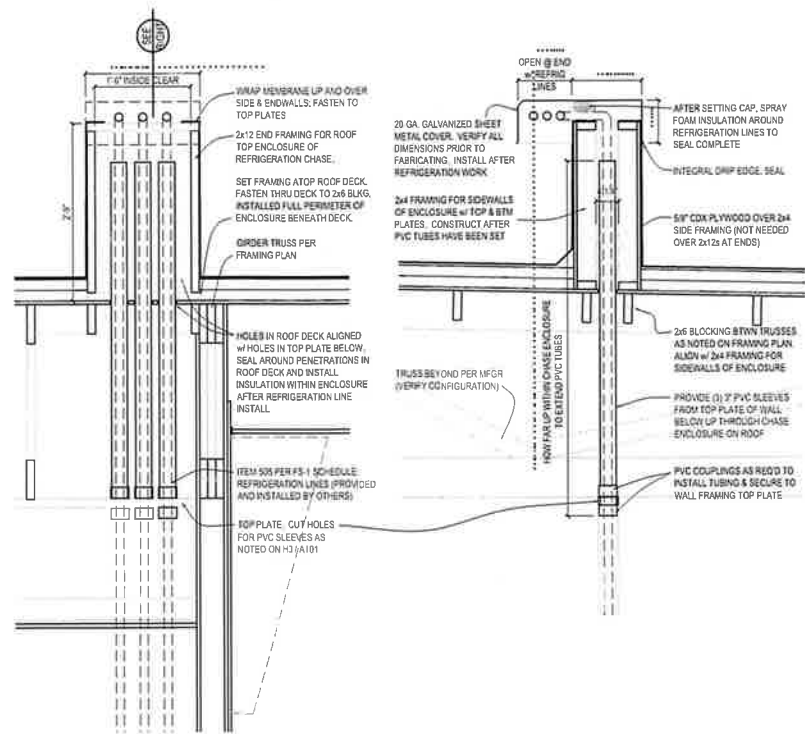 SEE
RIGHT
1'-6" INSIDE CLEAR
WRAP MEMBRANE UP AND OVER
SIDE & ENDWALLS; FASTEN TO
TOP PLATES
2x12 END FRAMING FOR ROOF
TOP ENCLOSURE OF
REFRIGERATION CHASE.
SET FRAMING ATOP ROOF DECK.
FASTEN THRU DECK TO 2x6 BLKG,
INSTALLED FULL PERIMETER OF
ENCLOSURE BENEATH DECK.
GIRDER TRUSS PER
FRAMING PLAN
HOLES IN ROOF DECK ALIGNED
w/ HOLES IN TOP PLATE BELOW.
SEAL AROUND PENETRATIONS IN
ROOF DECK AND INSTALL
INSULATION WITHIN ENCLOSURE
AFTER REFRIGERATION LINE
INSTALL
ITEM 505 PER FS-1 SCHEDULE:
REFRIGERATION LINES (PROVIDED
AND INSTALLED BY OTHERS)
TOP PLATE, CUT HOLES
FOR PVC SLEEVES AS
NOTED ON H3 / A101
OPEN @ END
w/ REFRIG
LINES
20 GA. GALVANIZED SHEET
METAL COVER. VERIFY ALL
DIMENSIONS PRIOR TO
FABRICATING, INSTALL AFTER
REFRIGERATION WORK
2x4 FRAMING FOR SIDEWALLS
OF ENCLOSURE w/ TOP & BTM
PLATES. CONSTRUCT AFTER
PVC TUBES HAVE BEEN SET
TRUSS BEYOND PER MFGR
(VERIFY CONFIGURATION)
HOW FAR UP WITHIN CHASE ENCLOSURE
TO EXTEND PVC TUBES
AFTER SETTING CAP, SPRAY
FOAM INSULATION AROUND
REFRIGERATION LINES TO
SEAL COMPLETE
INTEGRAL DRIP EDGE, SEAL
5/8" CDX PLYWOOD OVER 2x4
SIDE FRAMING (NOT NEEDED
OVER 2x12s AT ENDS)
2x6 BLOCKING BTWN TRUSSES
AS NOTED ON FRAMING PLAN.
ALIGN w/ 2x4 FRAMING FOR
SIDEWALLS OF ENCLOSURE
PROVIDE (3) 3" PVC SLEEVES
FROM TOP PLATE OF WALL
BELOW UP THROUGH CHASE
ENCLOSURE ON ROOF
PVC COUPLINGS AS REQ'D TO
INSTALL TUBING & SECURE TO
WALL FRAMING TOP PLATE